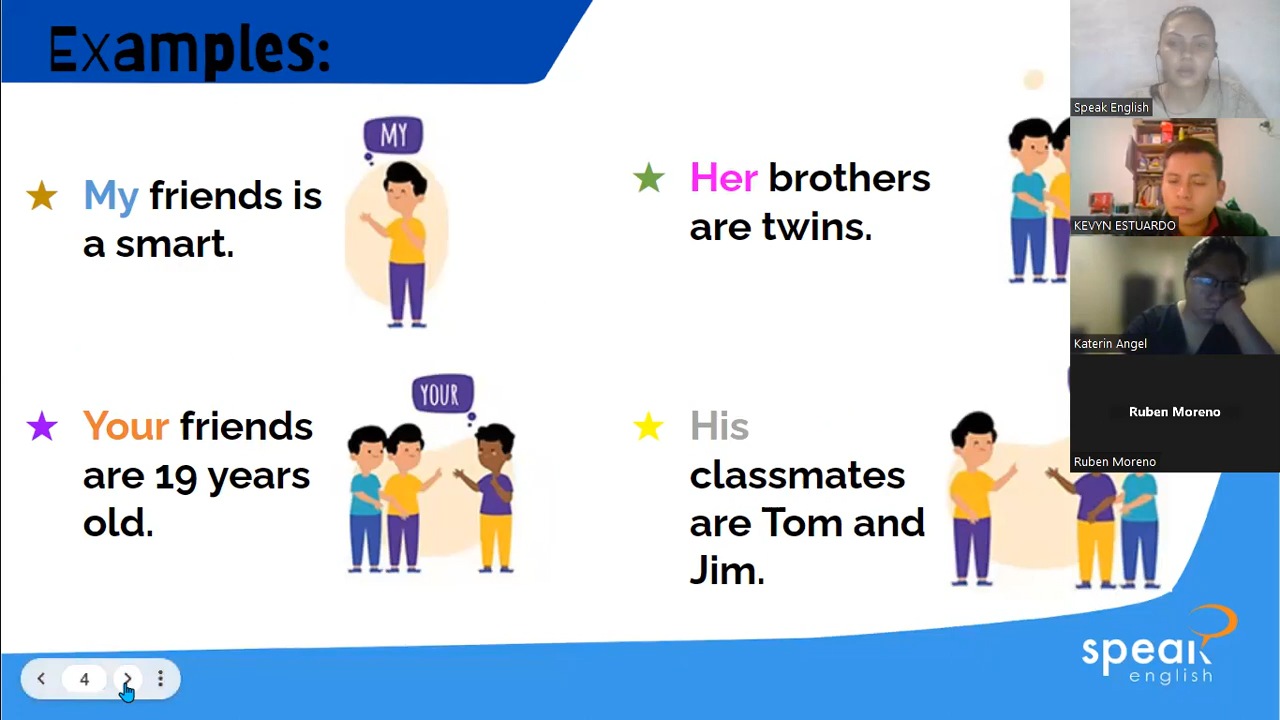 Examples:
MY
My friends is
a smart.
Her brothers
are twins.
YOUR
Your friends
are 19 years
old.
His
classmates
are Tom and
Jim.
Speak English
KEVYN ESTUARDO
Katerin Angel
Ruben Moreno
Ruben Moreno
4
speak
english